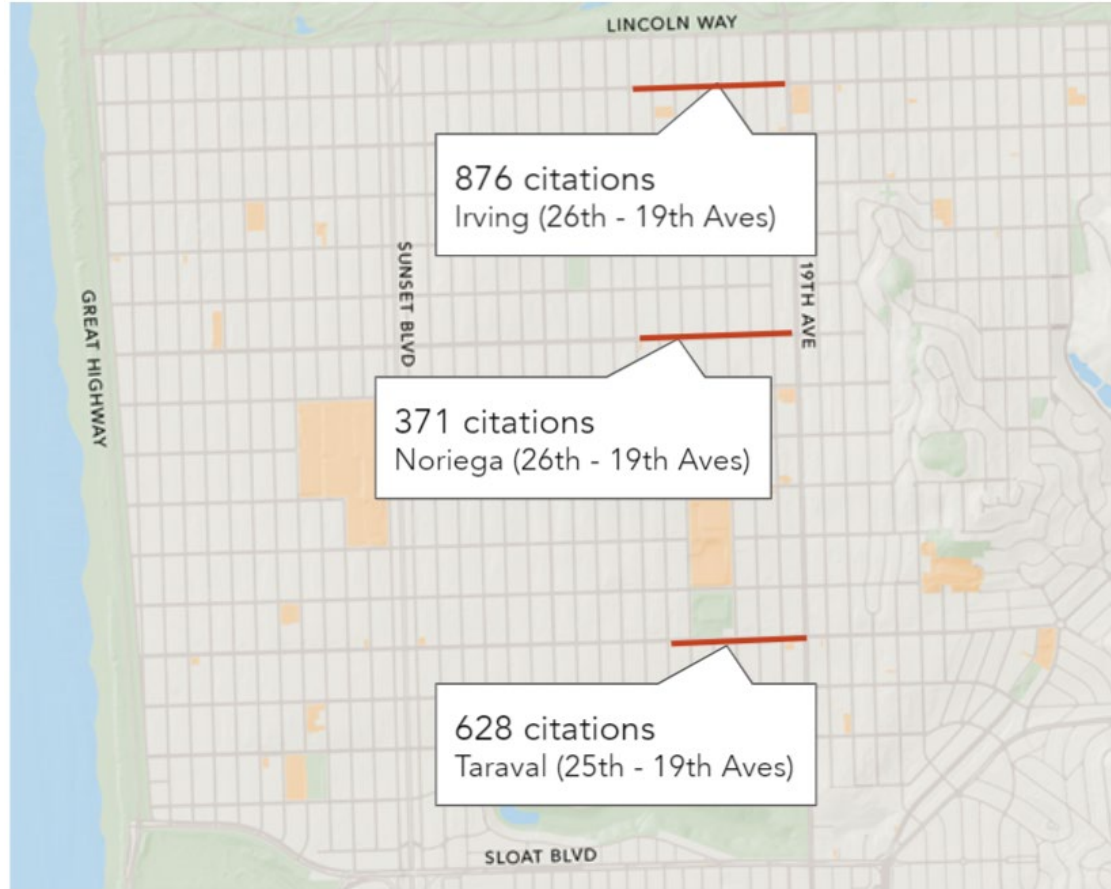 LINCOLN WAY
876 citations
Irving (26th - 19th Aves)
SUNSET BLVD
19TH AVE
GREAT HIGHWAY
371 citations
Noriega (26th - 19th Aves)
628 citations
Taraval (25th - 19th Aves)
SLOAT BLVD